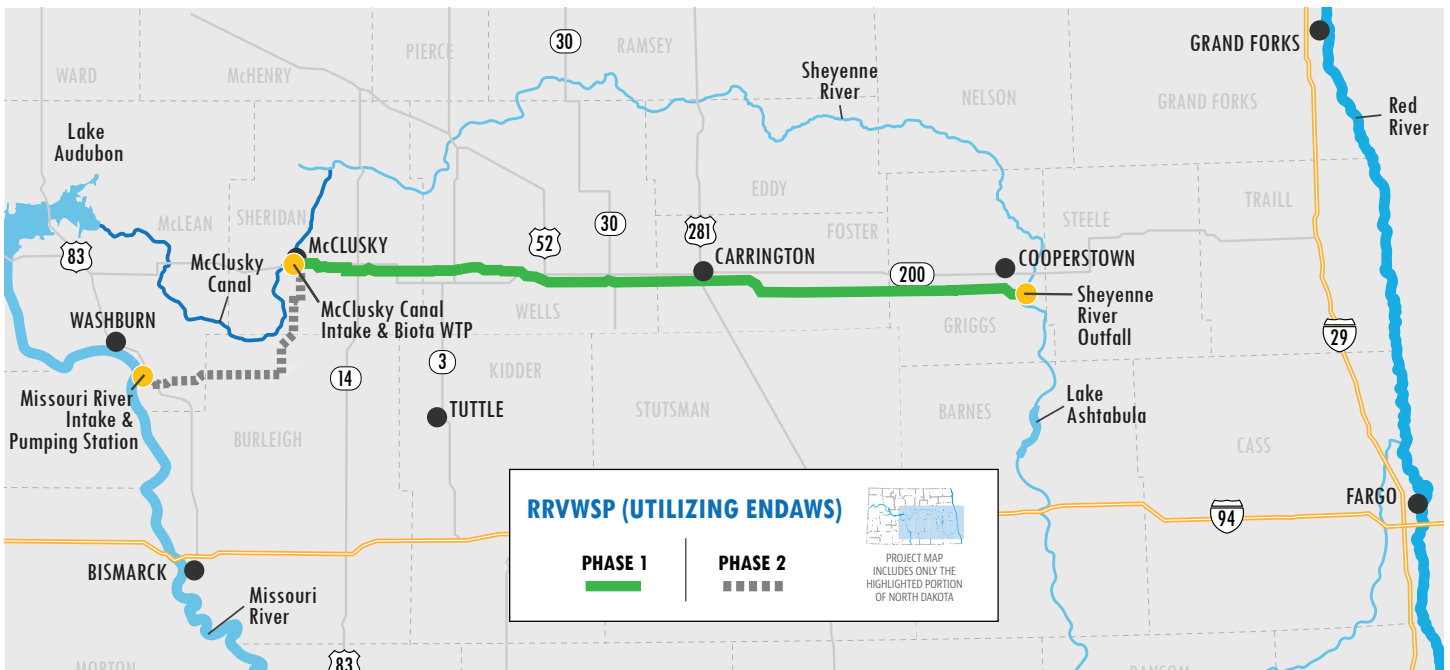 30
PIERCE
RAMSEY
GRAND FORKS
WARD
McHENRY
Sheyenne
River
NELSON
GRAND FORKS
Red
River
Lake
Audubon
EDDY
TRAILL
McLEAN
SHERIDAN
STEELE
30
281
FOSTER
83
McCLUSKY
52
CARRINGTON
COOPERSTOWN
McClusky
Canal
200
McClusky Canal
Intake & Biota WTP
WELLS
Sheyenne
River
Outfall
WASHBURN
GRIGGS
29
3
KIDDER
14
Missouri River
Intake &
Pumping Station
TUTTLE
STUTSMAN
BARNES
Lake
Ashtabula
BURLEIGH
CASS
RRVWSP (UTILIZING ENDAWS)
PHASE 1
PHASE 2
PROJECT MAP
INCLUDES ONLY THE
HIGHLIGHTED PORTION
OF NORTH DAKOTA
FARGO
94
BISMARCK
Missouri
River
83
MORTON
RANSOM